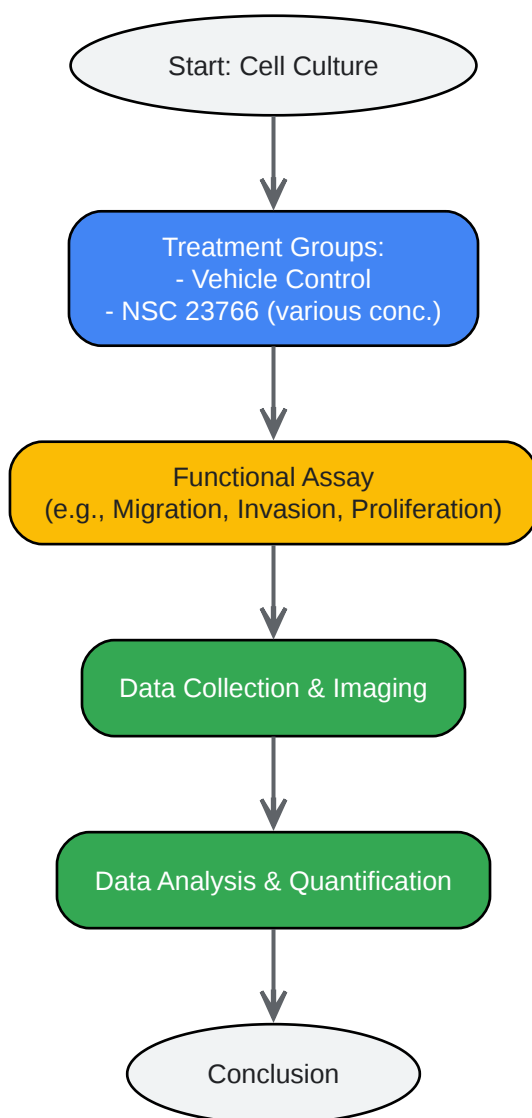 Start: Cell Culture
Treatment Groups:
- Vehicle Control
- NSC 23766 (various conc.)
Functional Assay
(e.g., Migration, Invasion, Proliferation)
Data Collection & Imaging
Data Analysis & Quantification
Conclusion